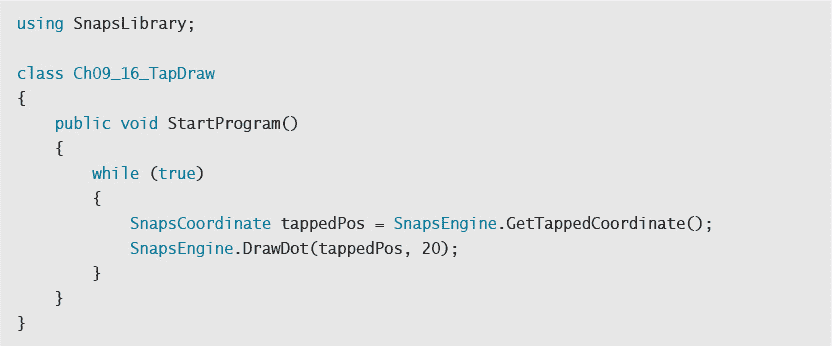 using SnapsLibrary;
class Ch09_16_TapDraw
{
    public void StartProgram()
    {
        while (true)
        {
            SnapsCoordinate tappedPos = SnapsEngine.GetTappedCoordinate();
            SnapsEngine.DrawDot(tappedPos, 20);
        }
    }
}